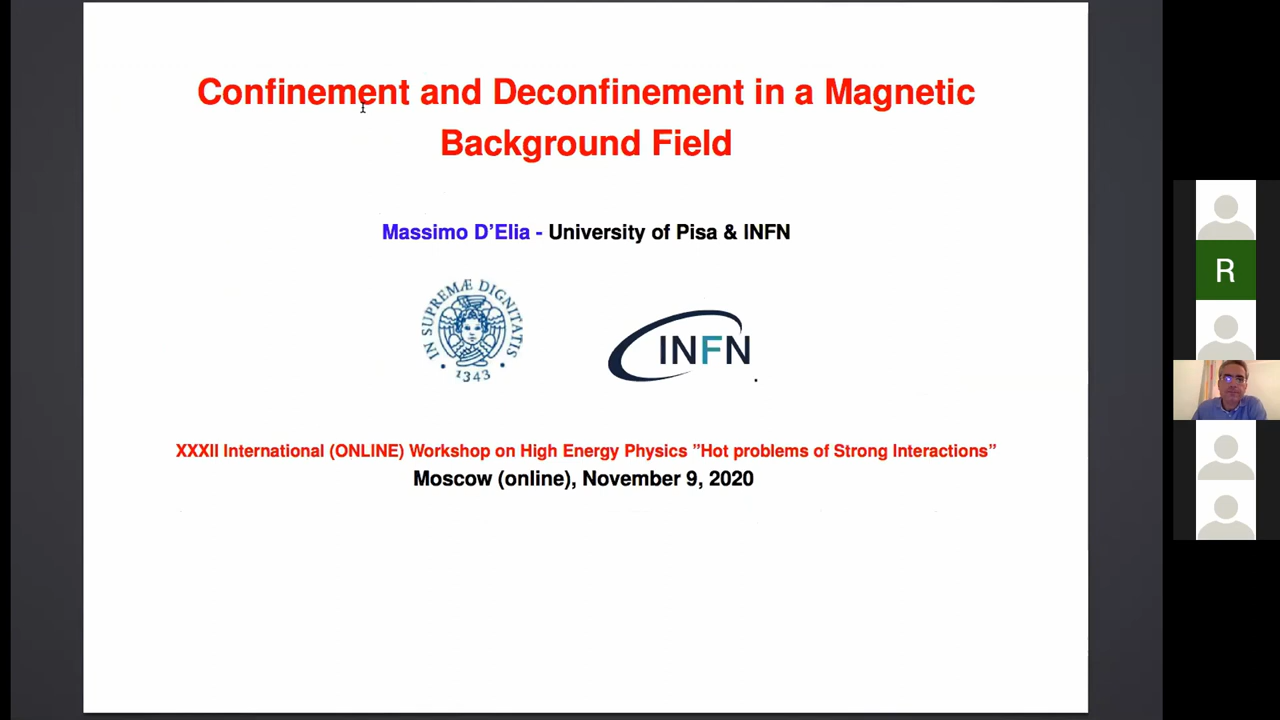 Confinement and Deconfinement in a Magnetic
Background Field
Massimo D'Elia - University of Pisa & INFN
IN SUPREMÆ DIGNITATIS
1343
INFN
XXXII International (ONLINE) Workshop on High Energy Physics ”Hot problems of Strong Interactions”
Moscow (online), November 9, 2020
R